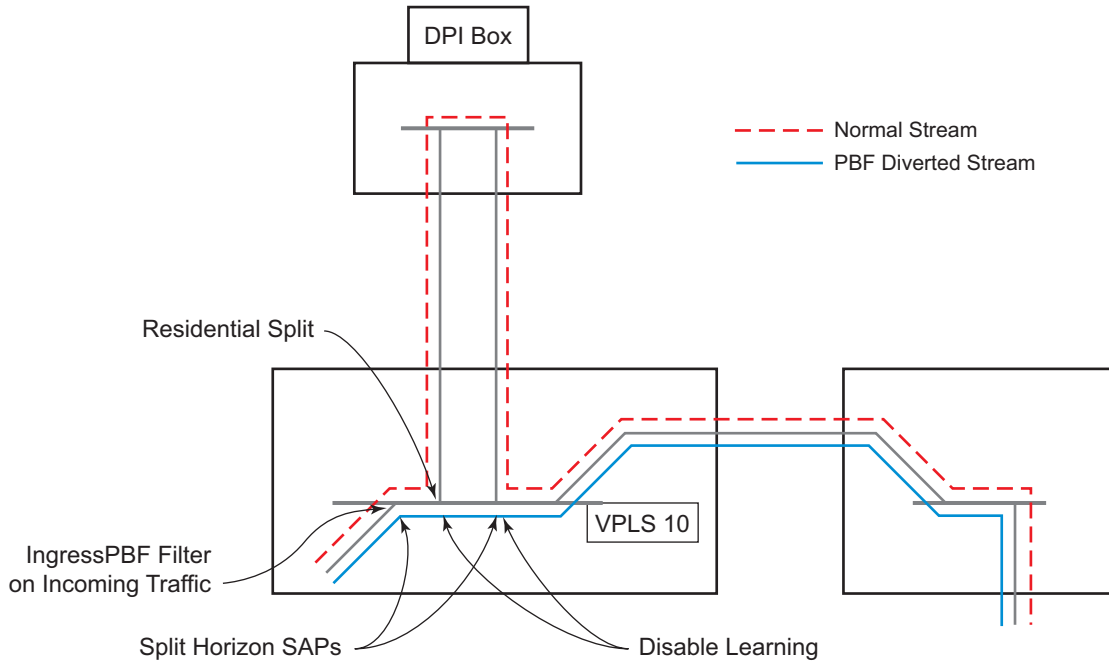 DPI Box
Normal Stream
PBF Diverted Stream
Residential Split
VPLS 10
IngressPBF Filter
on Incoming Traffic
Split Horizon SAPs
Disable Learning